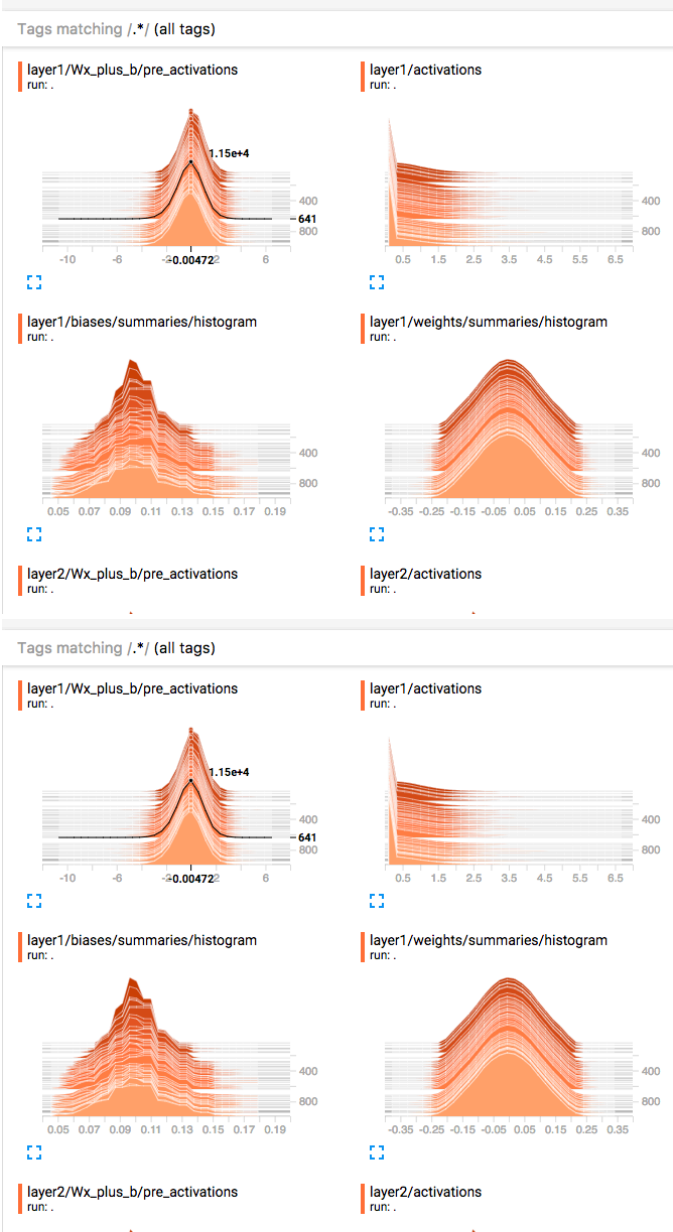 Tags matching /.*/ (all tags)
layer1/Wx_plus_b/pre_activations
run: .
1.15e+4
400
641
800
-10 -6 -2 -0.00472 2 6
layer1/activations
run: .
400
800
0.5 1.5 2.5 3.5 4.5 5.5 6.5
layer1/biases/summaries/histogram
run: .
400
800
0.05 0.07 0.09 0.11 0.13 0.15 0.17 0.19
layer1/weights/summaries/histogram
run: .
400
800
-0.35 -0.25 -0.15 -0.05 0.05 0.15 0.25 0.35
layer2/Wx_plus_b/pre_activations
run: .
layer2/activations
run: .
Tags matching /.*/ (all tags)
layer1/Wx_plus_b/pre_activations
run: .
1.15e+4
400
641
800
-10 -6 -2 -0.00472 2 6
layer1/activations
run: .
400
800
0.5 1.5 2.5 3.5 4.5 5.5 6.5
layer1/biases/summaries/histogram
run: .
400
800
0.05 0.07 0.09 0.11 0.13 0.15 0.17 0.19
layer1/weights/summaries/histogram
run: .
400
800
-0.35 -0.25 -0.15 -0.05 0.05 0.15 0.25 0.35
layer2/Wx_plus_b/pre_activations
run: .
layer2/activations
run: .